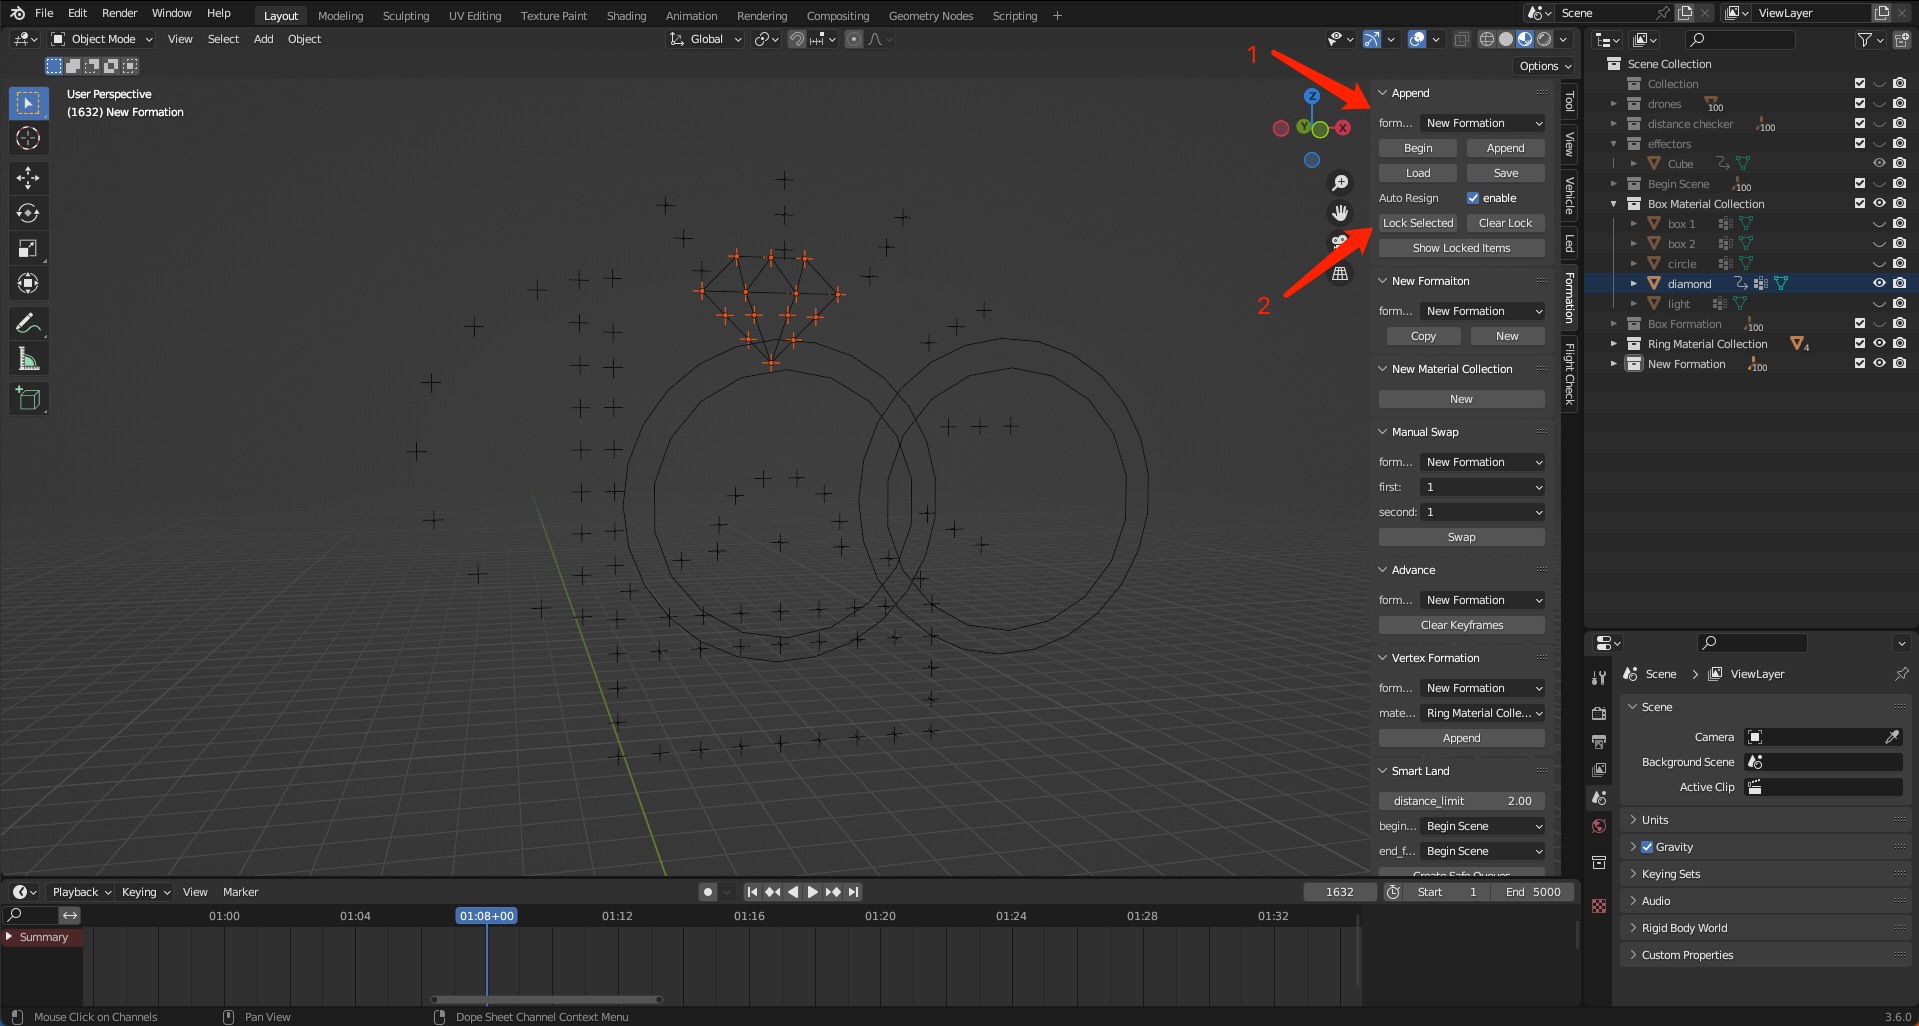 File Edit Render Window Help Layout Modeling Sculpting UV Editing Texture Paint Shading Animation Rendering Compositing Geometry Nodes Scripting + Scene ViewLayer
Object Mode View Select Add Object Global
Options
User Perspective
(1632) New Formation
1
2
Z
Y
X
Append
form... New Formation
Begin Append
Load Save
Auto Resign enable
Lock Selected Clear Lock
Show Locked Items
New Formaiton
form... New Formation
Copy New
New Material Collection
New
Manual Swap
form... New Formation
first: 1
second: 1
Swap
Advance
form... New Formation
Clear Keyframes
Vertex Formation
form... New Formation
mate... Ring Material Colle...
Append
Smart Land
distance_limit 2.00
begin... Begin Scene
end_f... Begin Scene
Create Safe Queues
Tool
View
Vehicle
Led
Formation
Flight Check
Scene Collection
Collection
drones 100
distance checker 100
effectors
Cube
Begin Scene 100
Box Material Collection
box 1
box 2
circle
diamond
light
Box Formation 100
Ring Material Collection 4
New Formation 100
Scene > ViewLayer
Scene
Camera
Background Scene
Active Clip
Units
Gravity
Keying Sets
Audio
Rigid Body World
Custom Properties
Playback Keying View Marker 1632 Start 1 End 5000
01:00 01:04 01:08+00 01:12 01:16 01:20 01:24 01:28 01:32
Summary
Mouse Click on Channels Pan View Dope Sheet Channel Context Menu 3.6.0